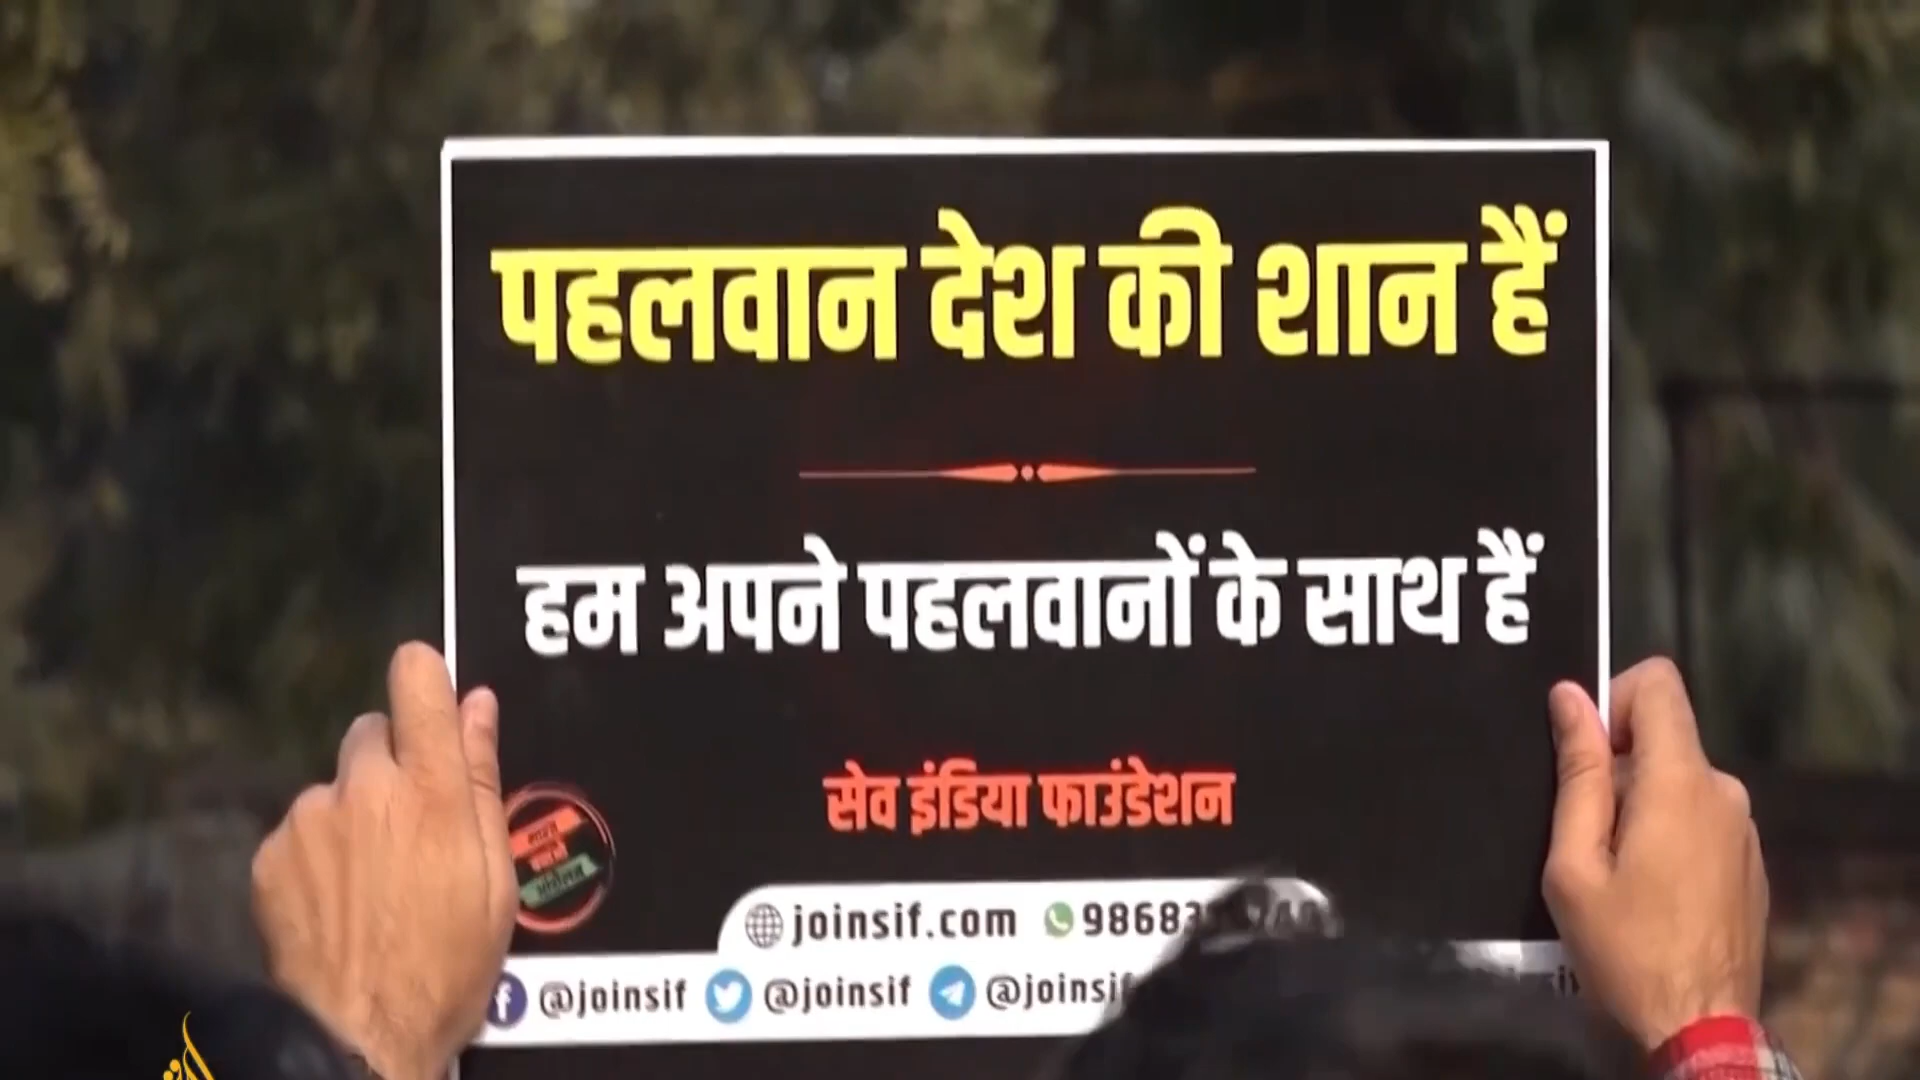 पहलवान देश की शान हैं
हम अपने पहलवानों के साथ हैं
सेव इंडिया फाउंडेशन
joinsif.com
@joinsif @joinsif